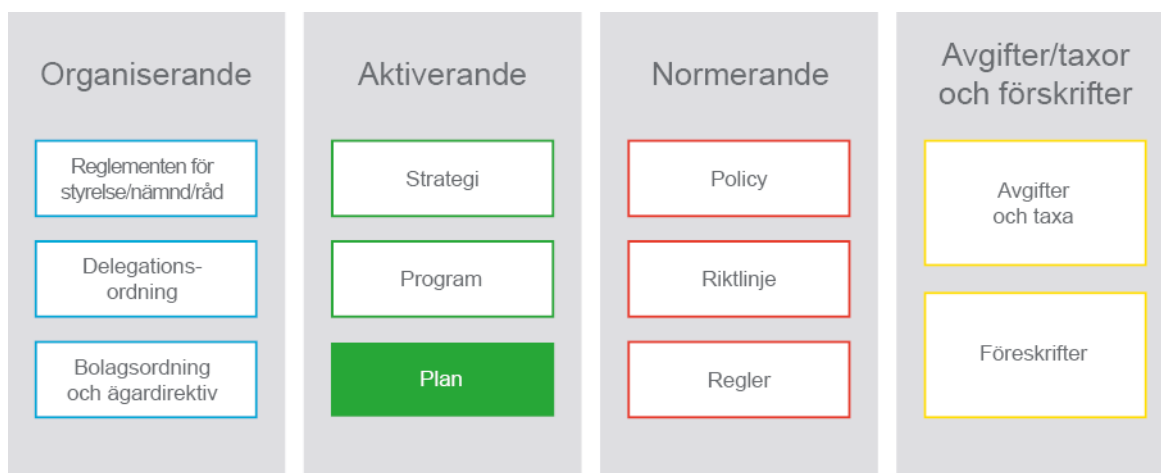 Organiserande
Reglementen för
styrelse/nämnd/råd
Delegations-
ordning
Bolagsordning
och ägardirektiv
Aktiverande
Strategi
Program
Plan
Normerande
Policy
Riktlinje
Regler
Avgifter/taxor
och förskrifter
Avgifter
och taxa
Föreskrifter